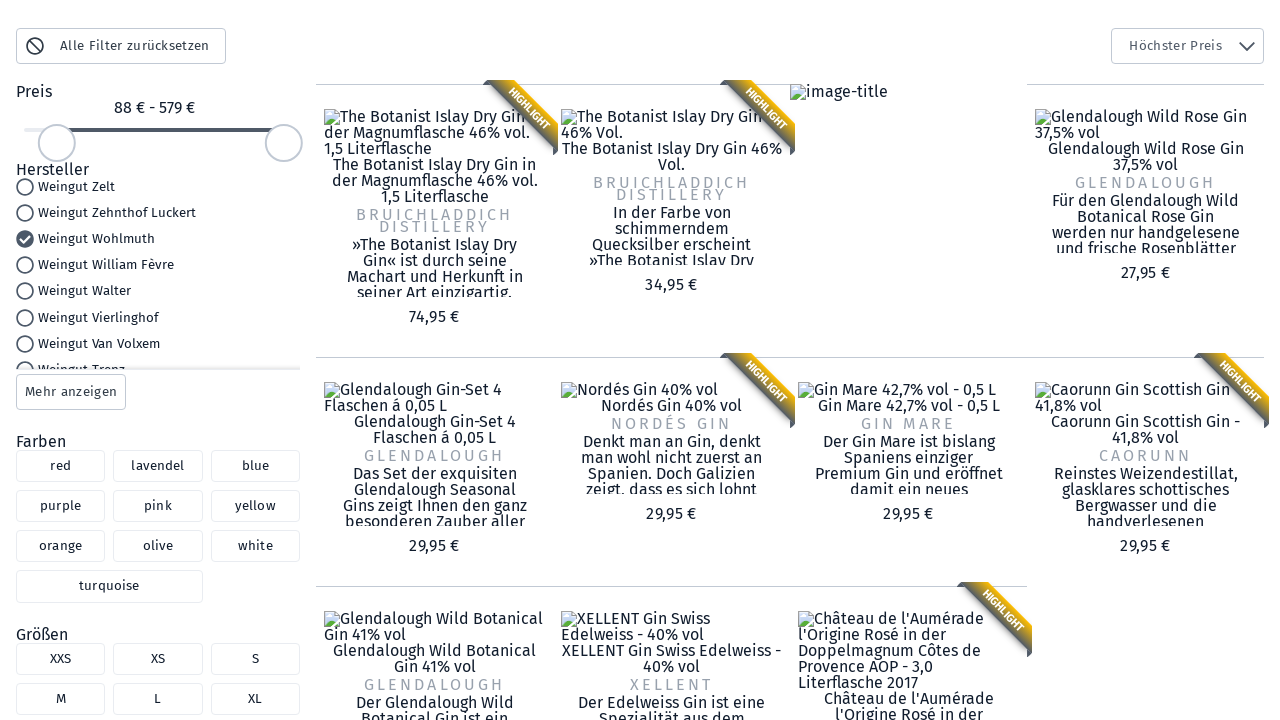 Alle Filter zurücksetzen
Höchster Preis
Preis
88 € - 579 €
Hersteller
Weingut Zelt
Weingut Zehnthof Luckert
Weingut Wohlmuth
Weingut William Fèvre
Weingut Walter
Weingut Vierlinghof
Weingut Van Volxem
Weingut Trenz
Mehr anzeigen
Farben
red
lavendel
blue
purple
pink
yellow
orange
olive
white
turquoise
Größen
XXS
XS
S
M
L
XL
HIGHLIGHT
The Botanist Islay Dry Gin
der Magnumflasche 46% vol.
1,5 Literflasche
The Botanist Islay Dry Gin in
der Magnumflasche 46% vol.
1,5 Literflasche
BRUICHLADDICH
DISTILLERY
»The Botanist Islay Dry
Gin« ist durch seine
Machart und Herkunft in
seiner Art einzigartig.
74,95 €
HIGHLIGHT
The Botanist Islay Dry Gin
46% Vol.
The Botanist Islay Dry Gin 46%
Vol.
BRUICHLADDICH
DISTILLERY
In der Farbe von
schimmerndem
Quecksilber erscheint
»The Botanist Islay Dry
34,95 €
image-title
Glendalough Wild Rose Gin
37,5% vol
Glendalough Wild Rose Gin
37,5% vol
GLENDALOUGH
Für den Glendalough Wild
Botanical Rose Gin
werden nur handgelesene
und frische Rosenblätter
27,95 €
Glendalough Gin-Set 4
Flaschen á 0,05 L
Glendalough Gin-Set 4
Flaschen á 0,05 L
GLENDALOUGH
Das Set der exquisiten
Glendalough Seasonal
Gins zeigt Ihnen den ganz
besonderen Zauber aller
29,95 €
HIGHLIGHT
Nordés Gin 40% vol
Nordés Gin 40% vol
NORDÉS GIN
Denkt man an Gin, denkt
man wohl nicht zuerst an
Spanien. Doch Galizien
zeigt, dass es sich lohnt
29,95 €
Gin Mare 42,7% vol - 0,5 L
Gin Mare 42,7% vol - 0,5 L
GIN MARE
Der Gin Mare ist bislang
Spaniens einziger
Premium Gin und eröffnet
damit ein neues
29,95 €
HIGHLIGHT
Caorunn Gin Scottish Gin
41,8% vol
Caorunn Gin Scottish Gin -
41,8% vol
CAORUNN
Reinstes Weizendestillat,
glasklares schottisches
Bergwasser und die
handverlesenen
29,95 €
Glendalough Wild Botanical
Gin 41% vol
Glendalough Wild Botanical
Gin 41% vol
GLENDALOUGH
Der Glendalough Wild
Botanical Gin ist ein
XELLENT Gin Swiss
Edelweiss - 40% vol
XELLENT Gin Swiss Edelweiss -
40% vol
XELLENT
Der Edelweiss Gin ist eine
Spezialität aus dem
HIGHLIGHT
Château de l'Aumérade
l'Origine Rosé in der
Doppelmagnum Côtes de
Provence AOP - 3,0
Literflasche 2017
Château de l'Aumérade
l'Origine Rosé in der